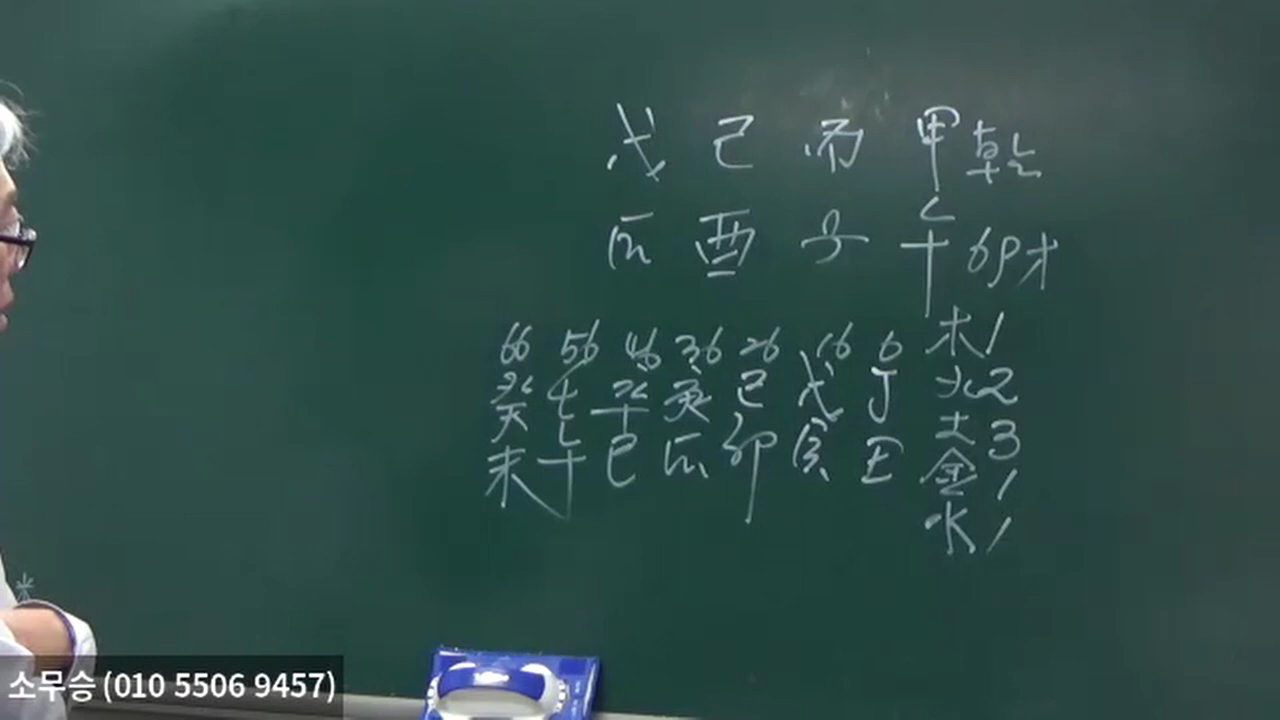 戊 己 丙 甲 乾
辰 酉 子 午 69才
66 56 46 36 26 16 6
癸 壬 辛 庚 己 戊 丁
未 午 巳 辰 卯 寅 丑
木 1
火 2
土 3
金 1
水 1
소무승 (010 5506 9457)